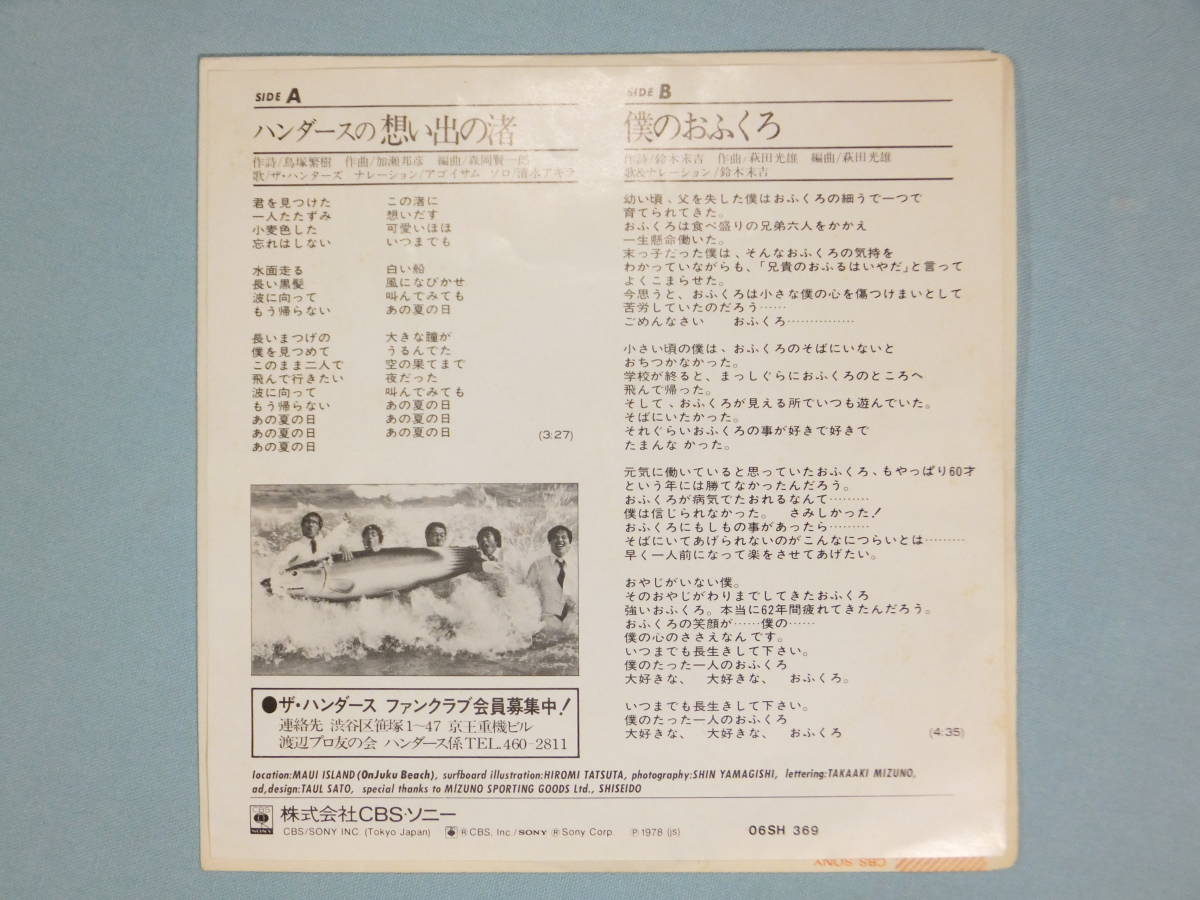 SIDE A
ハンダースの 想い出の渚
作詩/鳥塚繁樹 作曲/加瀬邦彦 編曲/森岡賢一郎
歌/ザ・ハンダーズ ナレーション/アゴイサム ソロ/清水アキラ
君を見つけた この渚に
一人たたずみ 想いだす
小麦色した 可愛いほほ
忘れはしない いつまでも
水面走る 白い船
長い黒髪 風になびかせ
波に向って 叫んでみても
もう帰らない あの夏の日
長いまつげの 大きな瞳が
僕を見つめて うるんでた
このまま二人で 空の果てまで
飛んで行きたい 夜だった
波に向って 叫んでみても
もう帰らない あの夏の日
あの夏の日 あの夏の日
あの夏の日 あの夏の日
あの夏の日
(3:27)
●ザ・ハンダース ファンクラブ会員募集中!
連絡先 渋谷区笹塚1〜47 京王重機ビル
渡辺プロ友の会 ハンダース係TEL.460-2811
SIDE B
僕のおふくろ
作詩/鈴木末吉 作曲/萩田光雄 編曲/萩田光雄
歌&ナレーション/鈴木末吉
幼い頃、父を失した僕はおふくろの細うで一つで
育てられてきた。
おふくろは食べ盛りの兄弟六人をかかえ
一生懸命働いた。
末っ子だった僕は、そんなおふくろの気持を
わかっていながらも、「兄貴のおふるはいやだ」と言って
よくこまらせた。
今思うと、おふくろは小さな僕の心を傷つけまいとして
苦労していたのだろう……
ごめんなさい おふくろ……………
小さい頃の僕は、おふくろのそばにいないと
おちつかなかった。
学校が終ると、まっしぐらにおふくろのところへ
飛んで帰った。
そして、おふくろが見える所でいつも遊んでいた。
そばにいたかった。
それぐらいおふくろの事が好きで好きで
たまんな かった。
元気に働いていると思っていたおふくろ、もやっぱり60才
という年には勝てなかったんだろう。
おふくろが病気でたおれるなんて………
僕は信じられなかった。 さみしかった!
おふくろにもしもの事があったら………
そばにいてあげられないのがこんなにつらいとは………
早く一人前になって楽をさせてあげたい。
おやじがいない僕。
そのおやじがわりまでしてきたおふくろ
強いおふくろ。本当に62年間疲れてきたんだろう。
おふくろの笑顔が……僕の……
僕の心のささえなんです。
いつまでも長生きして下さい。
僕のたった一人のおふくろ
大好きな、 大好きな、 おふくろ。
いつまでも長生きして下さい。
僕のたった一人のおふくろ
大好きな、 大好きな、 おふくろ
(4:35)
location:MAUI ISLAND(OnJuku Beach), surfboard illustration:HIROMI TATSUTA, photography:SHIN YAMAGISHI, lettering:TAKAAKI MIZUNO,
ad,design:TAUL SATO, special thanks to MIZUNO SPORTING GOODS Ltd., SHISEIDO
CBS SONY 株式会社CBS・ソニー
CBS/SONY INC. (Tokyo Japan) ® CBS, Inc./SONY ® Sony Corp. Ⓟ 1978 (js)
06SH 369
CBS SONY